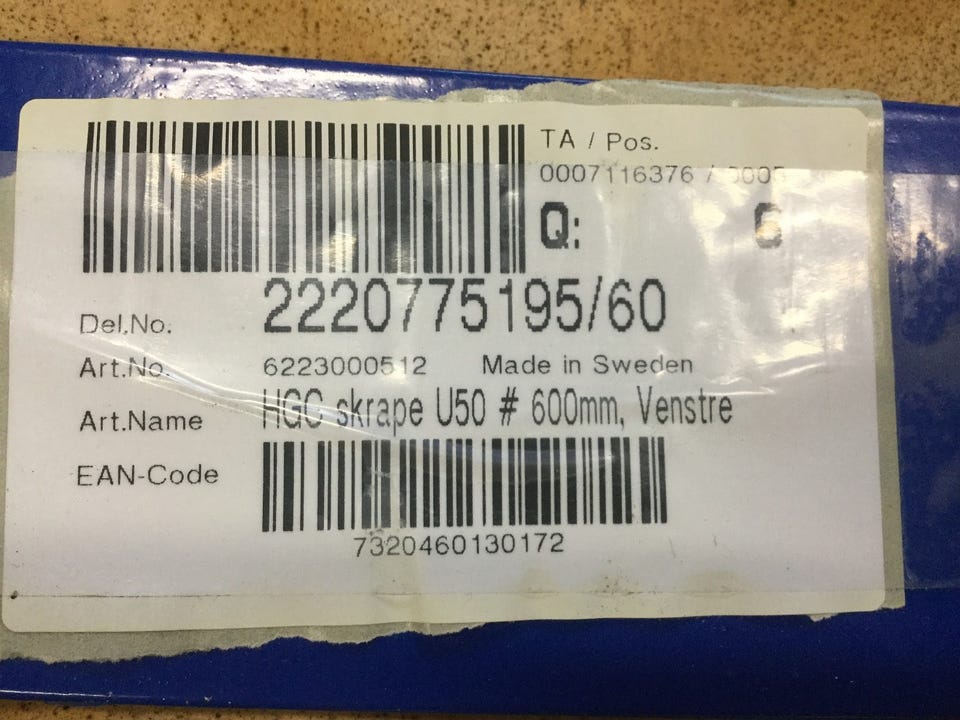 TA / Pos.
0007116376 /
Q:
Del.No. 2220775195/60
Art.No. 6223000512 Made in Sweden
Art.Name HGC skrape U50 # 600mm, Venstre
EAN-Code
7320460130172